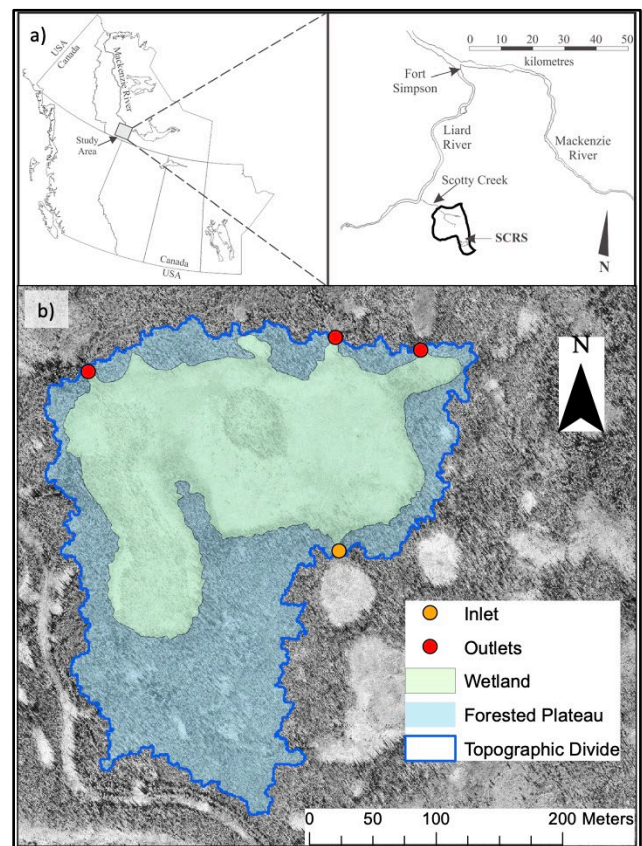 a)
USA
Canada
Mackenzie River
Study
Area
Canada
USA
0 10 20 30 40 50
kilometres
Fort
Simpson
Liard
River
Mackenzie
River
Scotty Creek
SCRS
N
b)
N
Inlet
Outlets
Wetland
Forested Plateau
Topographic Divide
0 50 100 200 Meters